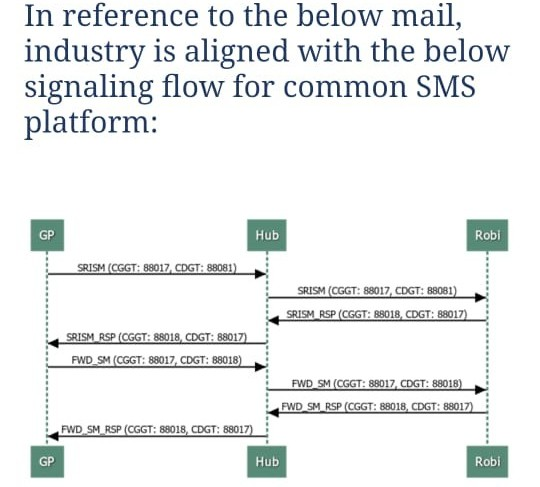 In reference to the below mail,
industry is aligned with the below
signaling flow for common SMS
platform:
GP Hub Robi
SRISM (CGGT: 88017, CDGT: 88081)
SRISM (CGGT: 88017, CDGT: 88081)
SRISM_RSP (CGGT: 88018, CDGT: 88017)
SRISM_RSP (CGGT: 88018, CDGT: 88017)
FWD_SM (CGGT: 88017, CDGT: 88018)
FWD_SM (CGGT: 88017, CDGT: 88018)
FWD_SM_RSP (CGGT: 88018, CDGT: 88017)
FWD_SM_RSP (CGGT: 88018, CDGT: 88017)
GP Hub Robi